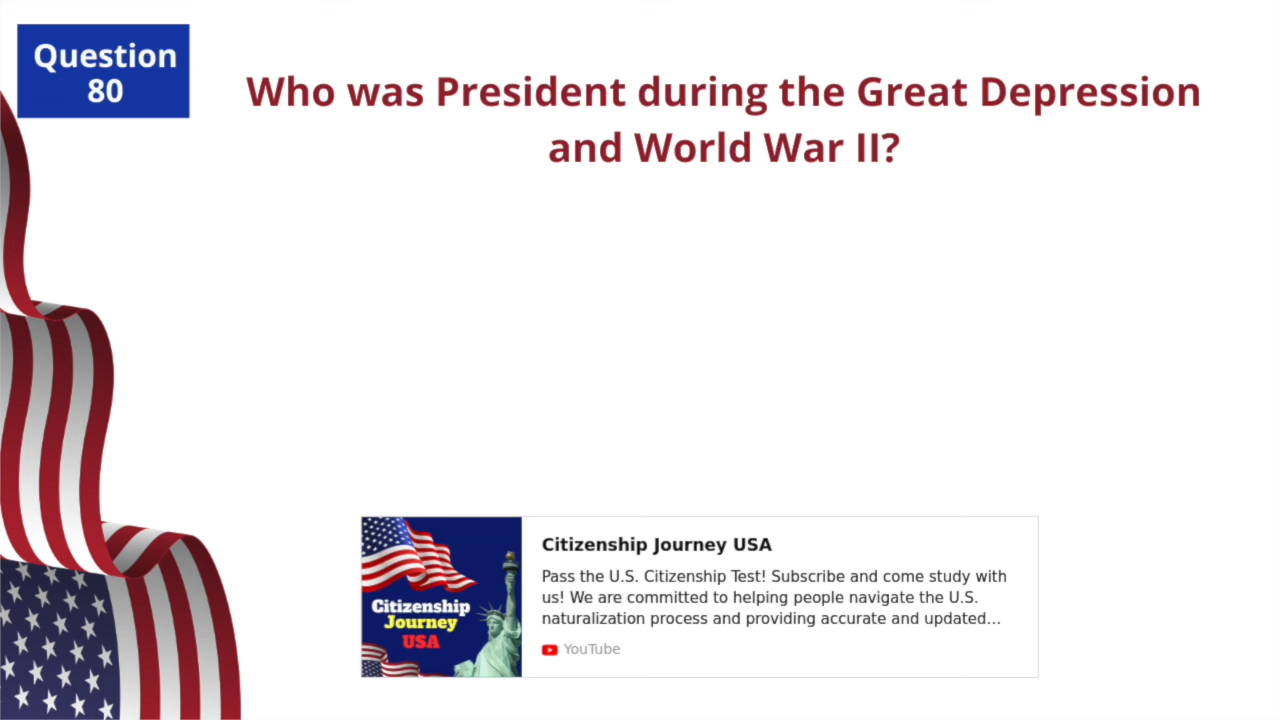 Question
80
Who was President during the Great Depression
and World War II?
Citizenship
Journey
USA
Citizenship Journey USA
Pass the U.S. Citizenship Test! Subscribe and come study with
us! We are committed to helping people navigate the U.S.
naturalization process and providing accurate and updated...
YouTube